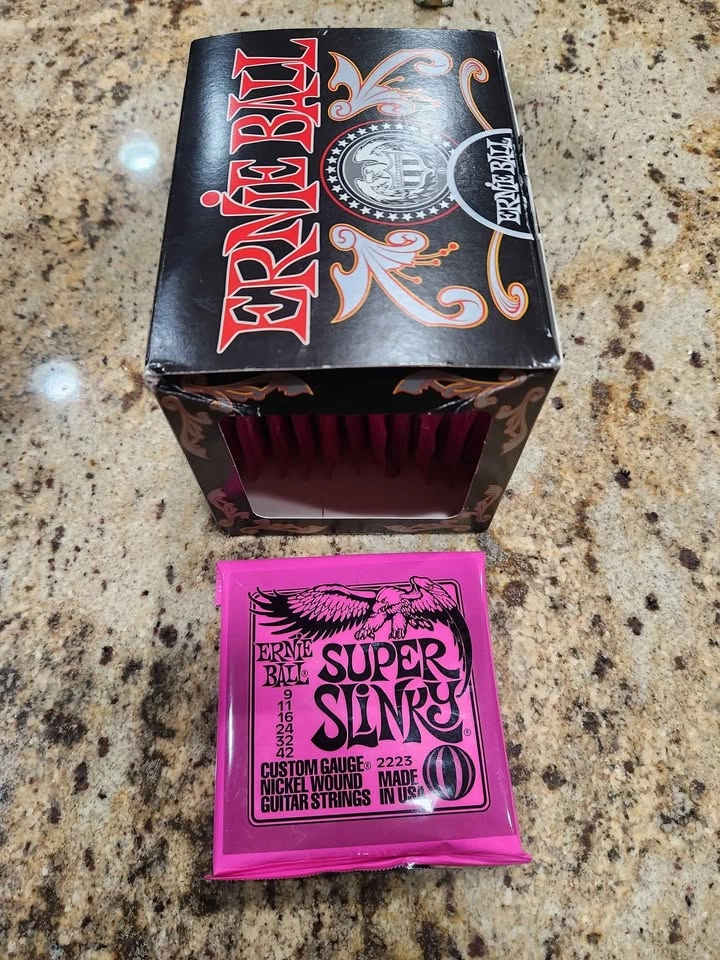 ERNIE BALL
ERNIE BALL
ERNIE
BALL®
SUPER
SLINKY®
9
11
16
24
32
42
CUSTOM GAUGE® 2223
NICKEL WOUND
GUITAR STRINGS
MADE
IN USA